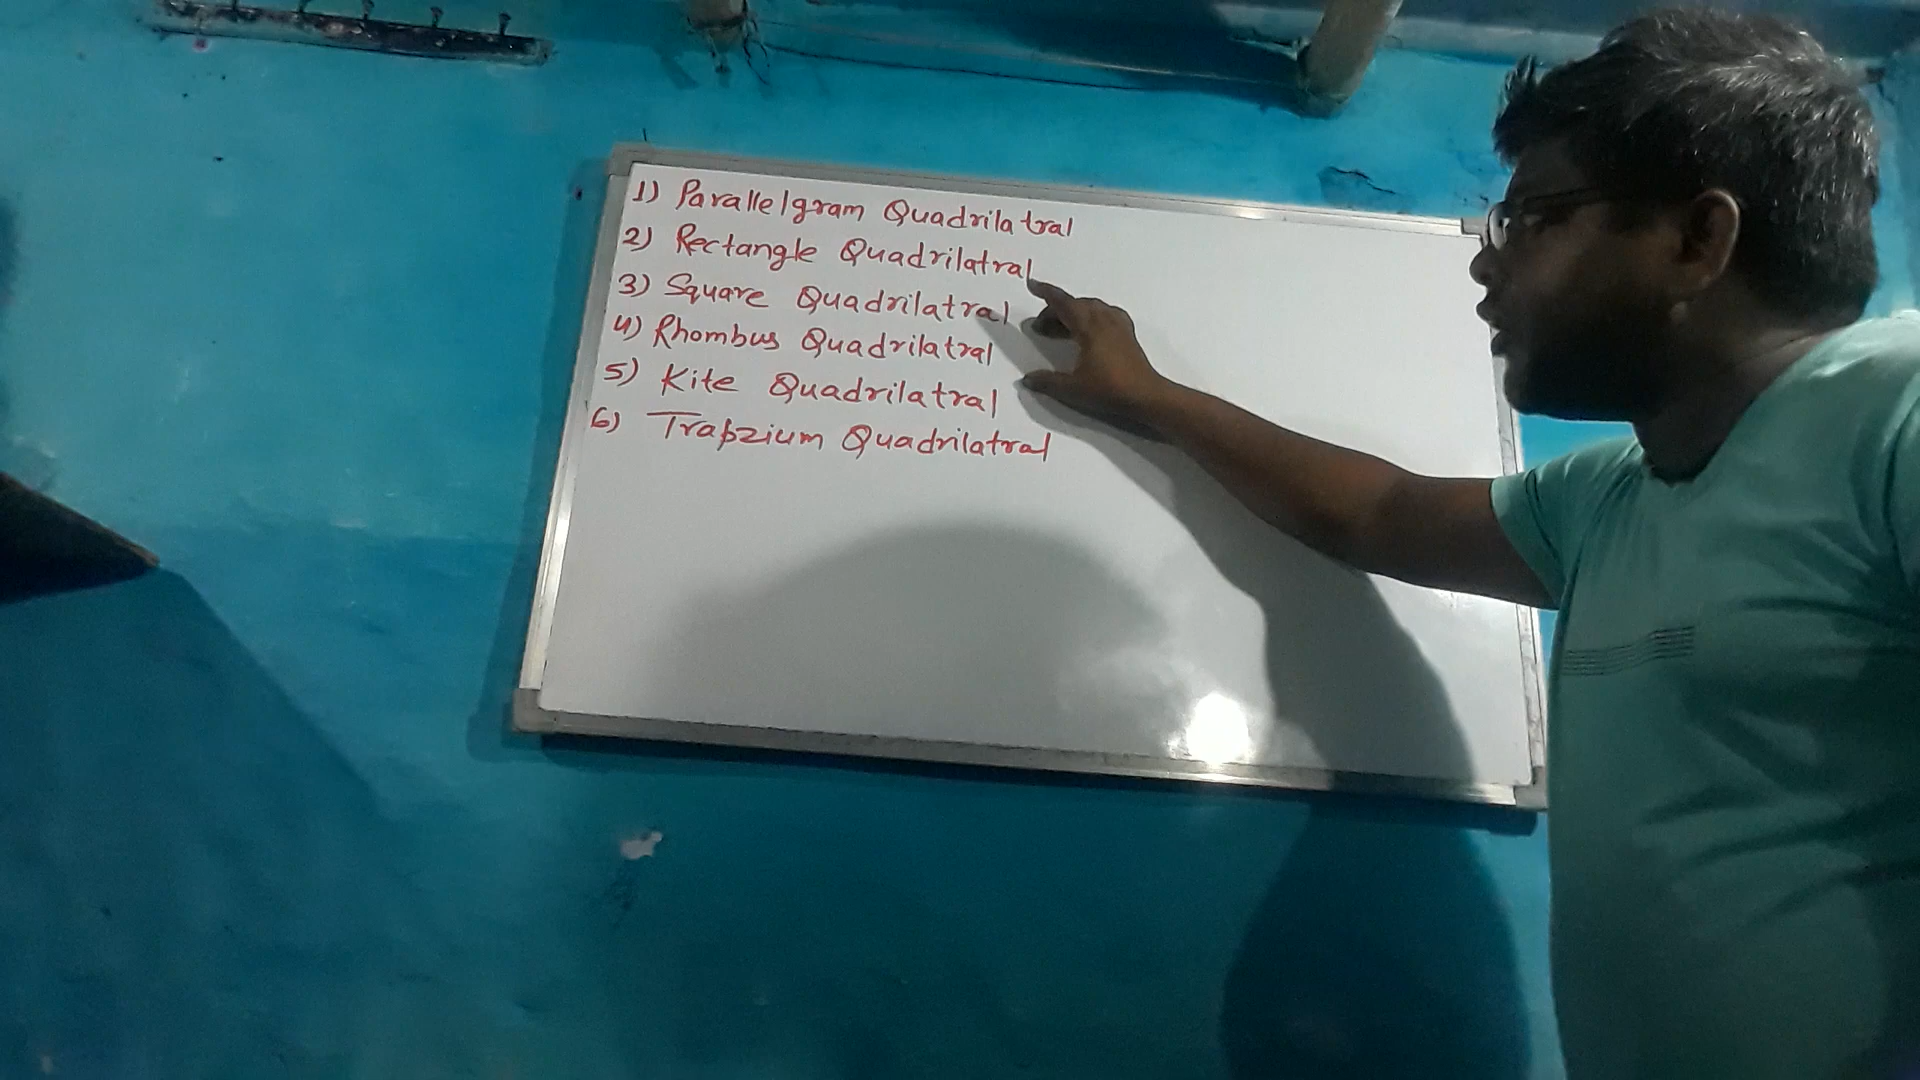 1) Parallelgram Quadrilatral
2) Rectangle Quadrilatral
3) Square Quadrilatral
4) Rhombus Quadrilatral
5) Kite Quadrilatral
6) Trapzium Quadrilatral